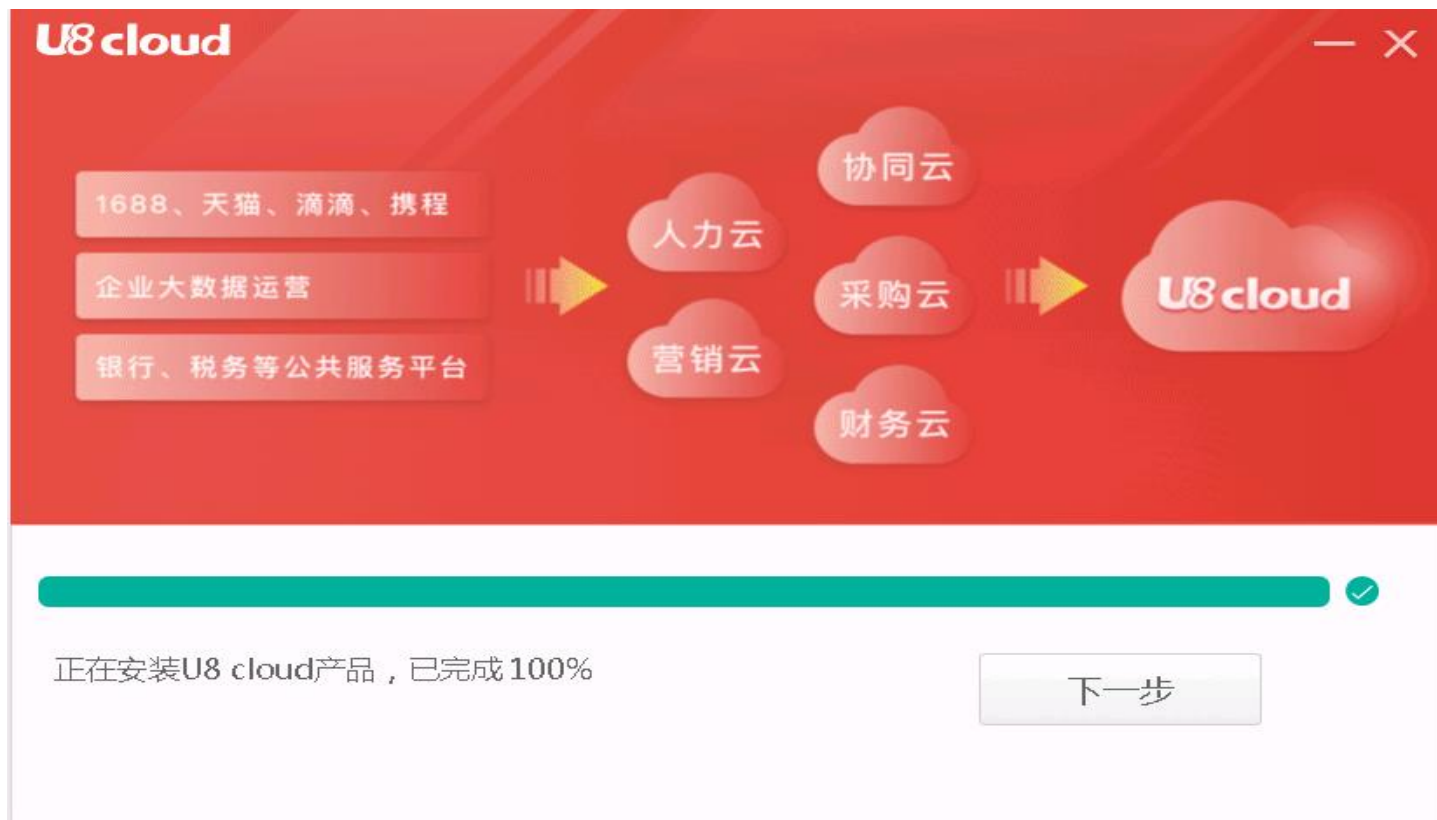 U8 cloud
1688、天猫、滴滴、携程
企业大数据运营
银行、税务等公共服务平台
人力云
营销云
协同云
采购云
财务云
U8 cloud
正在安装U8 cloud产品，已完成100%
下一步